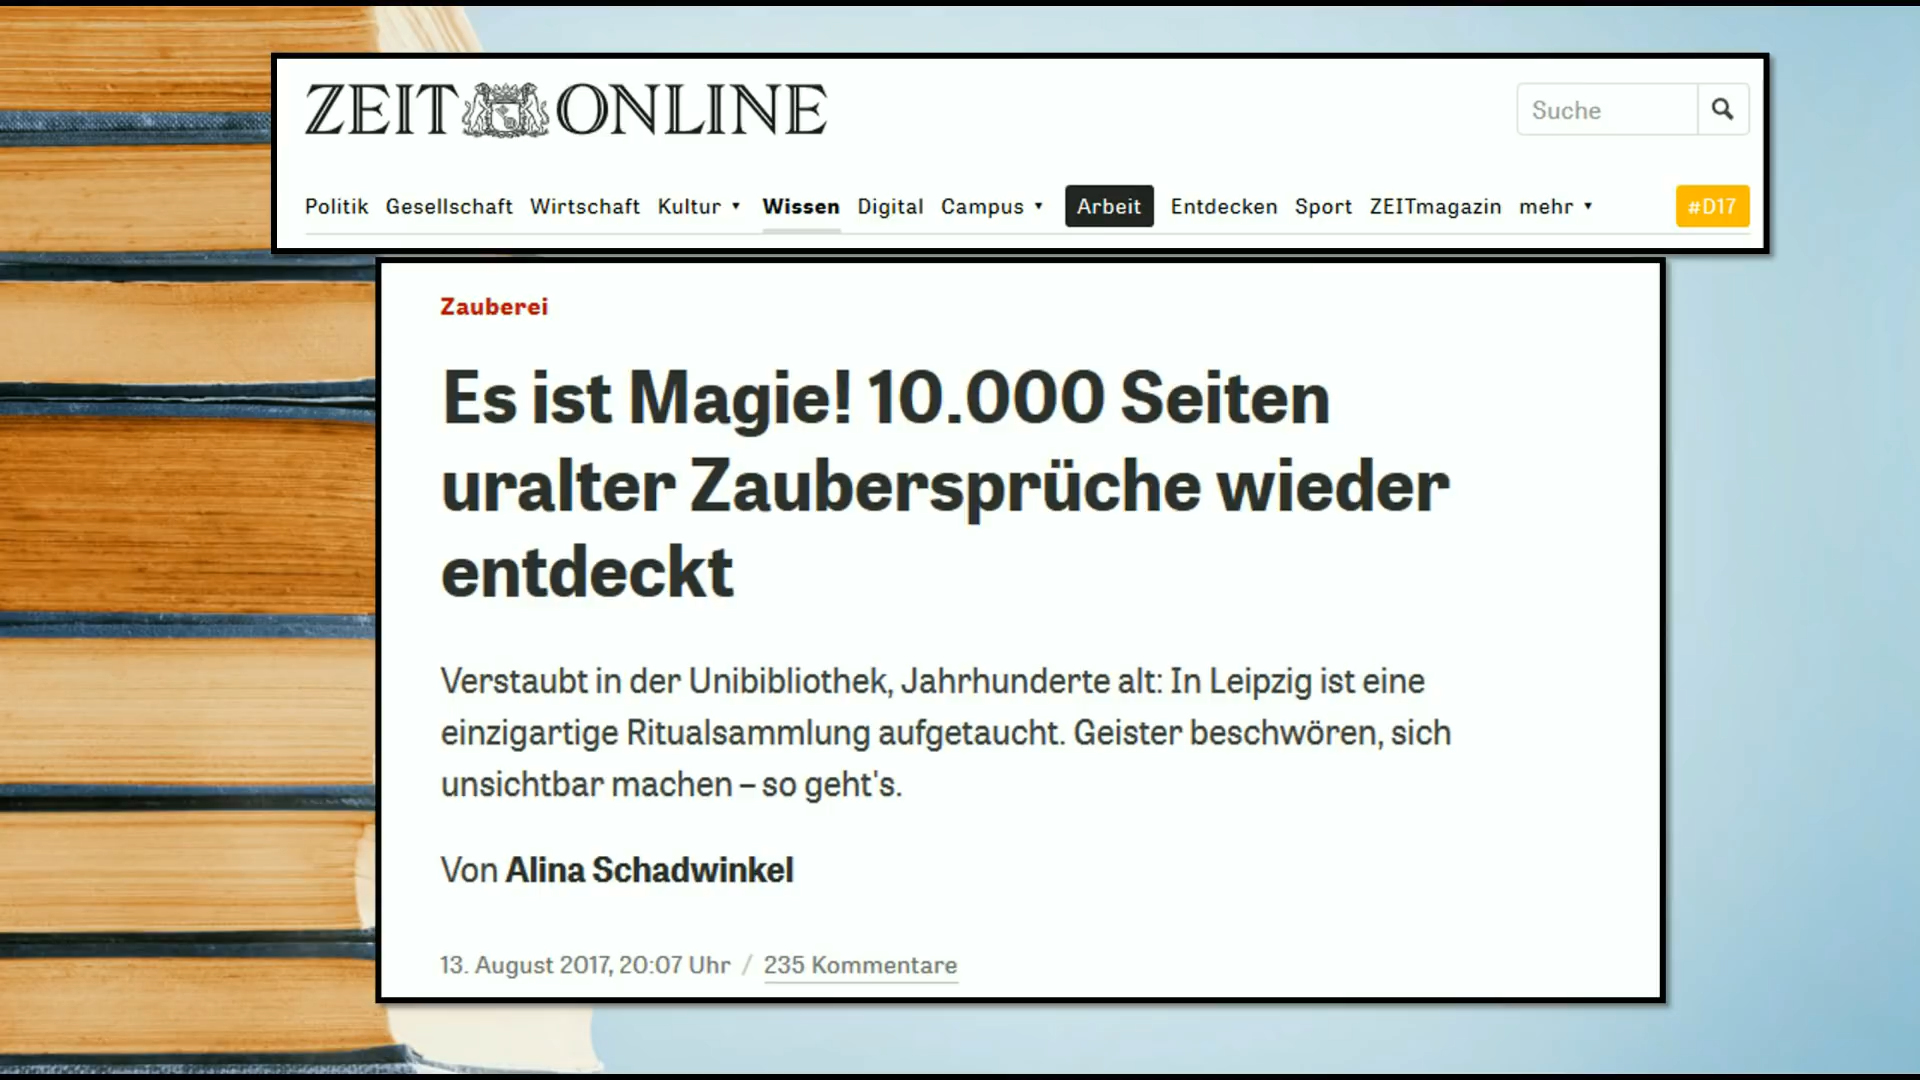 ZEIT ONLINE
Suche
Politik Gesellschaft Wirtschaft Kultur Wissen Digital Campus Arbeit Entdecken Sport ZEITmagazin mehr #D17
Zauberei
Es ist Magie! 10.000 Seiten
uralter Zaubersprüche wieder
entdeckt
Verstaubt in der Unibibliothek, Jahrhunderte alt: In Leipzig ist eine
einzigartige Ritualsammlung aufgetaucht. Geister beschwören, sich
unsichtbar machen – so geht's.
Von Alina Schadwinkel
13. August 2017, 20:07 Uhr / 235 Kommentare